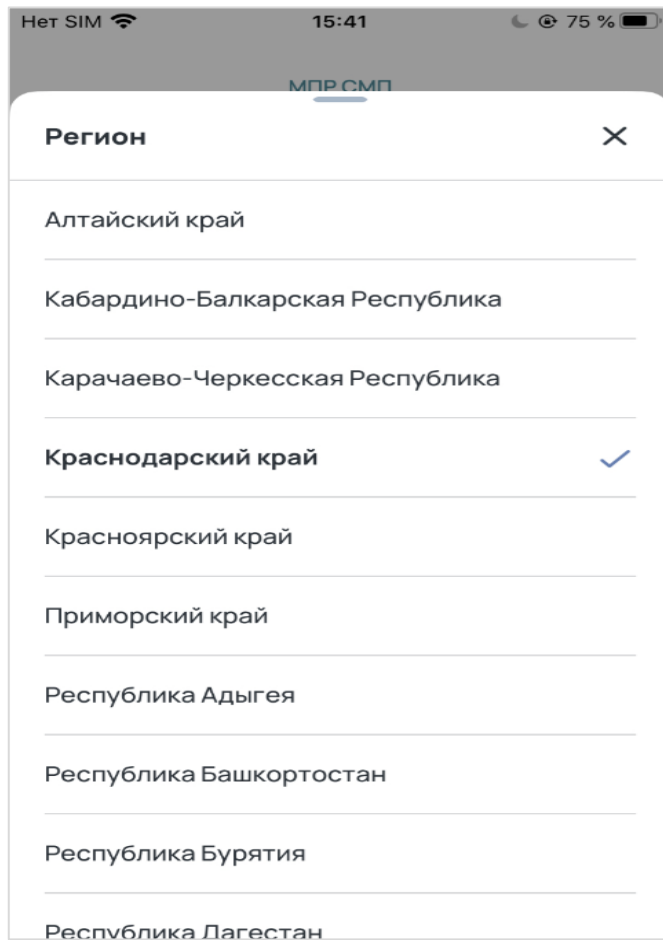 Нет SIM 15:41 75 %
МПР СМП
Регион
Алтайский край
Кабардино-Балкарская Республика
Карачаево-Черкесская Республика
Краснодарский край
Красноярский край
Приморский край
Республика Адыгея
Республика Башкортостан
Республика Бурятия
Республика Дагестан